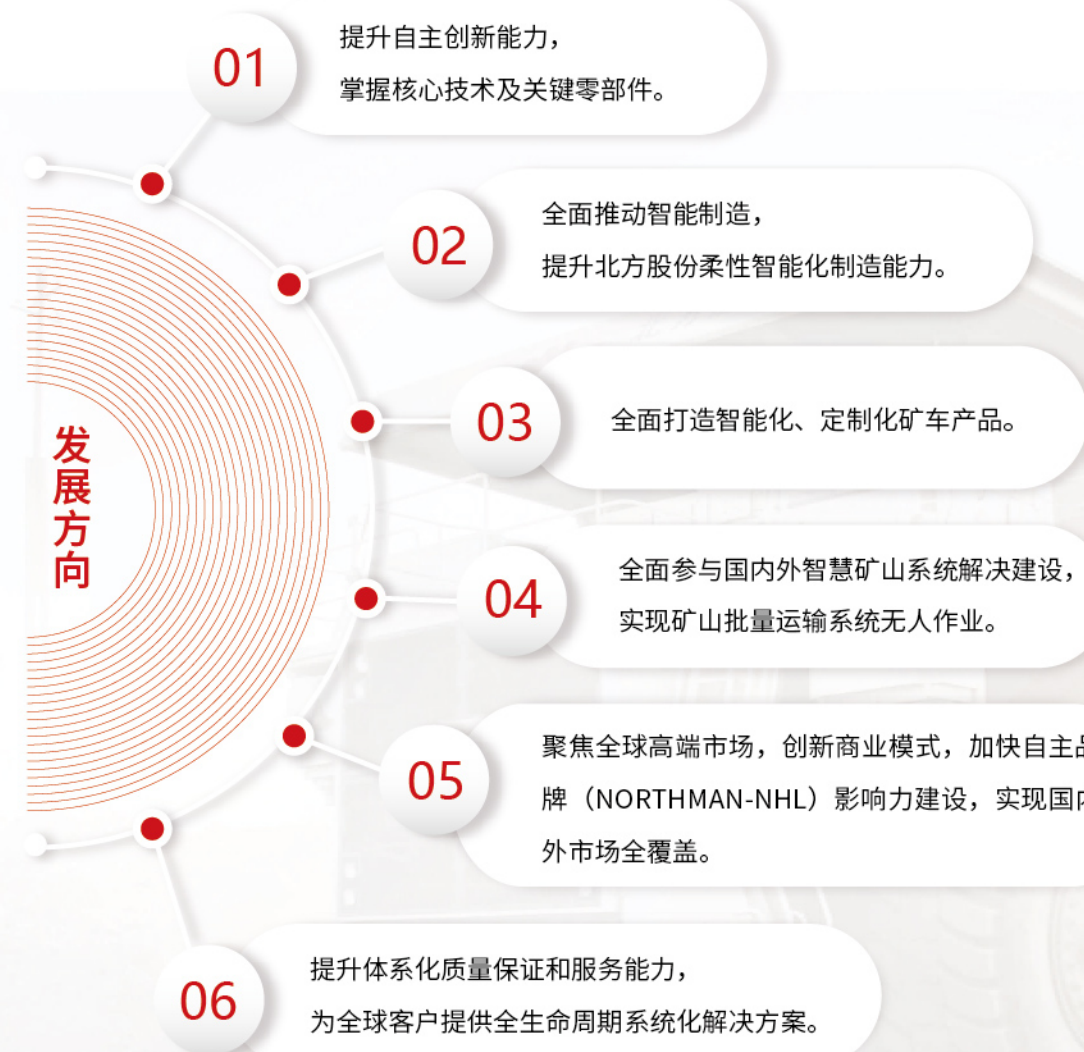 发展方向
01
提升自主创新能力，
掌握核心技术及关键零部件。
02
全面推动智能制造，
提升北方股份柔性智能化制造能力。
03
全面打造智能化、定制化矿车产品。
04
全面参与国内外智慧矿山系统解决建设，
实现矿山批量运输系统无人作业。
05
聚焦全球高端市场，创新商业模式，加快自主品
牌（NORTHMAN-NHL）影响力建设，实现国内
外市场全覆盖。
06
提升体系化质量保证和服务能力，
为全球客户提供全生命周期系统化解决方案。